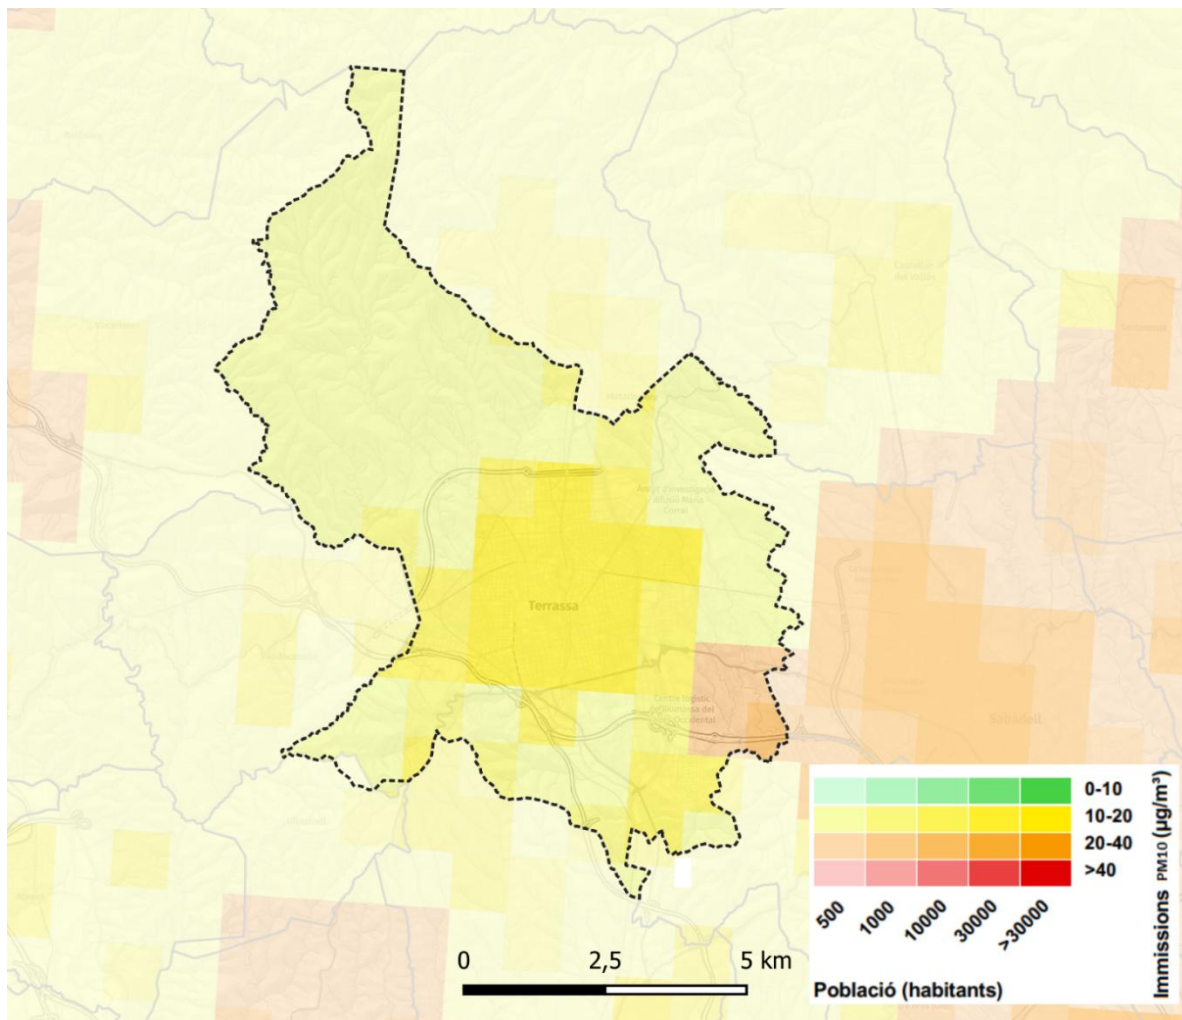 Castellar
del Vallès
Matadepera
Terrassa
Centre logístic
Sabadell
0 2,5 5 km
0-10
10-20
20-40
>40
500
1000
10000
30000
>30000
Població (habitants)
Immissions PM10 (µg/m³)